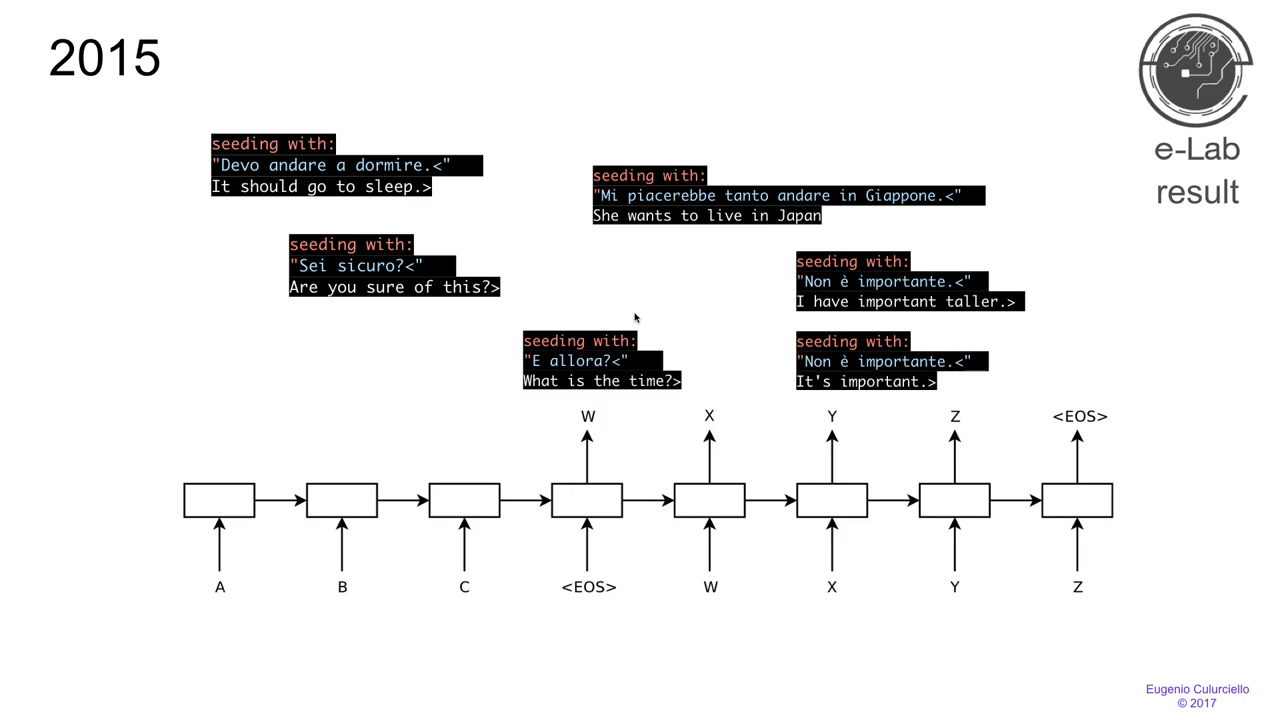 2015
e-Lab
result
seeding with:
"Devo andare a dormire.<"
It should go to sleep.>
seeding with:
"Mi piacerebbe tanto andare in Giappone.<"
She wants to live in Japan
seeding with:
"Sei sicuro?<"
Are you sure of this?>
seeding with:
"Non è importante.<"
I have important taller.>
seeding with:
"E allora?<"
What is the time?>
seeding with:
"Non è importante.<"
It's important.>
W X Y Z <EOS>
A B C <EOS> W X Y Z
Eugenio Culurciello
© 2017